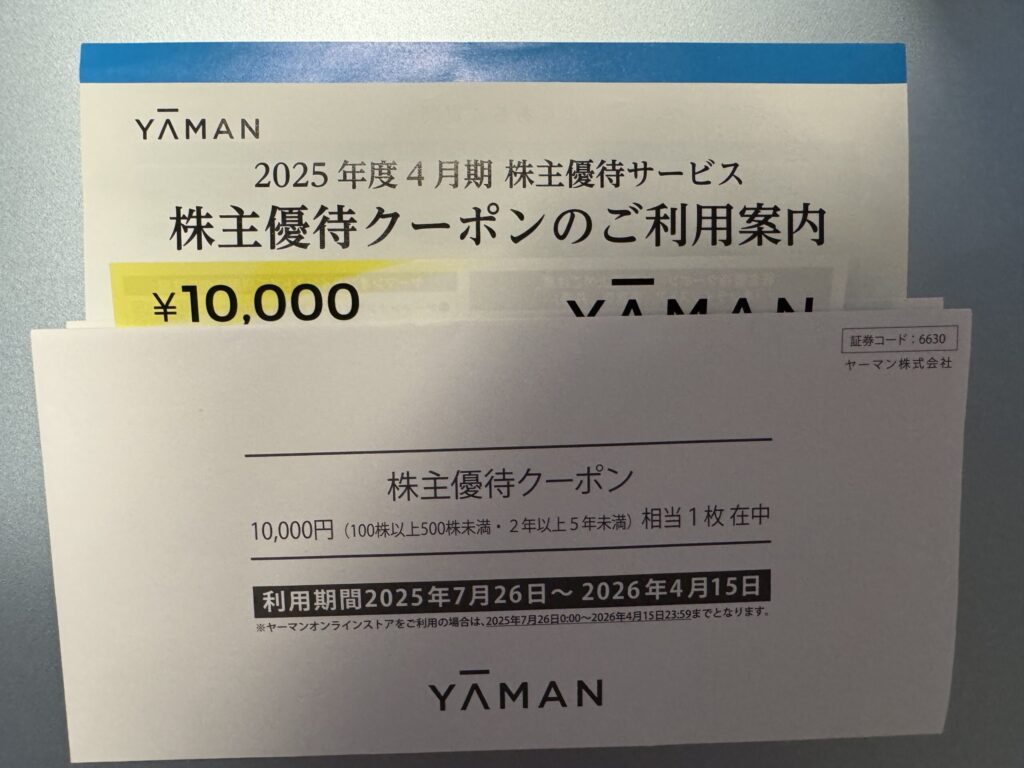 YAMAN
2025年度4月期 株主優待サービス
株主優待クーポンのご利用案内
¥10,000
YAMAN
証券コード:6630
ヤーマン株式会社
株主優待クーポン
10,000円(100株以上500株未満・2年以上5年未満)相当1枚在中
利用期間2025年7月26日~2026年4月15日
※ヤーマンオンラインストアをご利用の場合は、2025年7月26日0:00~2026年4月15日23:59までとなります。
YAMAN